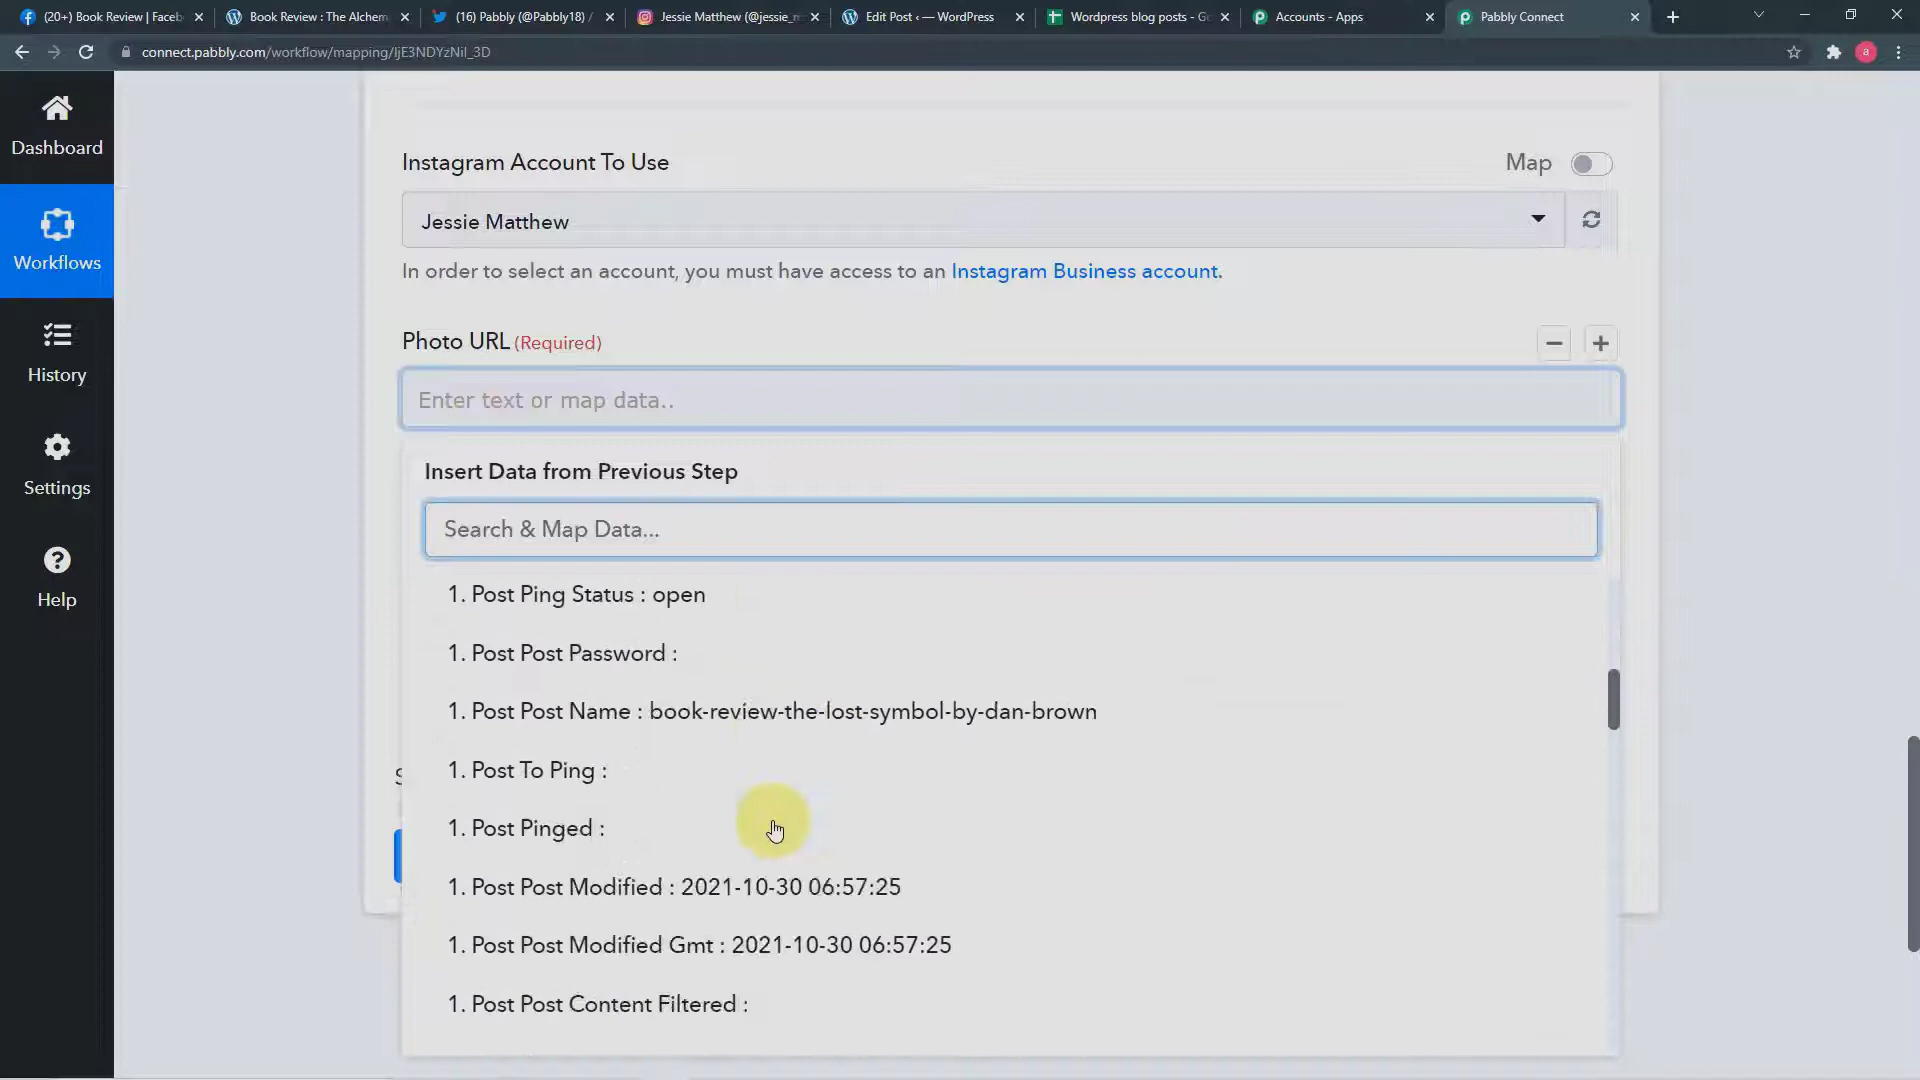 (20+) Book Review | Faceb
Book Review : The Alchem
(16) Pabbly (@Pabbly18) /
Jessie Matthew (@jessie_m
Edit Post ‹ — WordPress
Wordpress blog posts - Go
Accounts - Apps
Pabbly Connect
connect.pabbly.com/workflow/mapping/IjE3NDYzNiI_3D
a
Dashboard
Workflows
History
Settings
Help
Instagram Account To Use
Map
Jessie Matthew
In order to select an account, you must have access to an Instagram Business account.
Photo URL (Required)
Enter text or map data..
Insert Data from Previous Step
Search & Map Data...
1. Post Ping Status : open
1. Post Post Password :
1. Post Post Name : book-review-the-lost-symbol-by-dan-brown
1. Post To Ping :
1. Post Pinged :
1. Post Post Modified : 2021-10-30 06:57:25
1. Post Post Modified Gmt : 2021-10-30 06:57:25
1. Post Post Content Filtered :